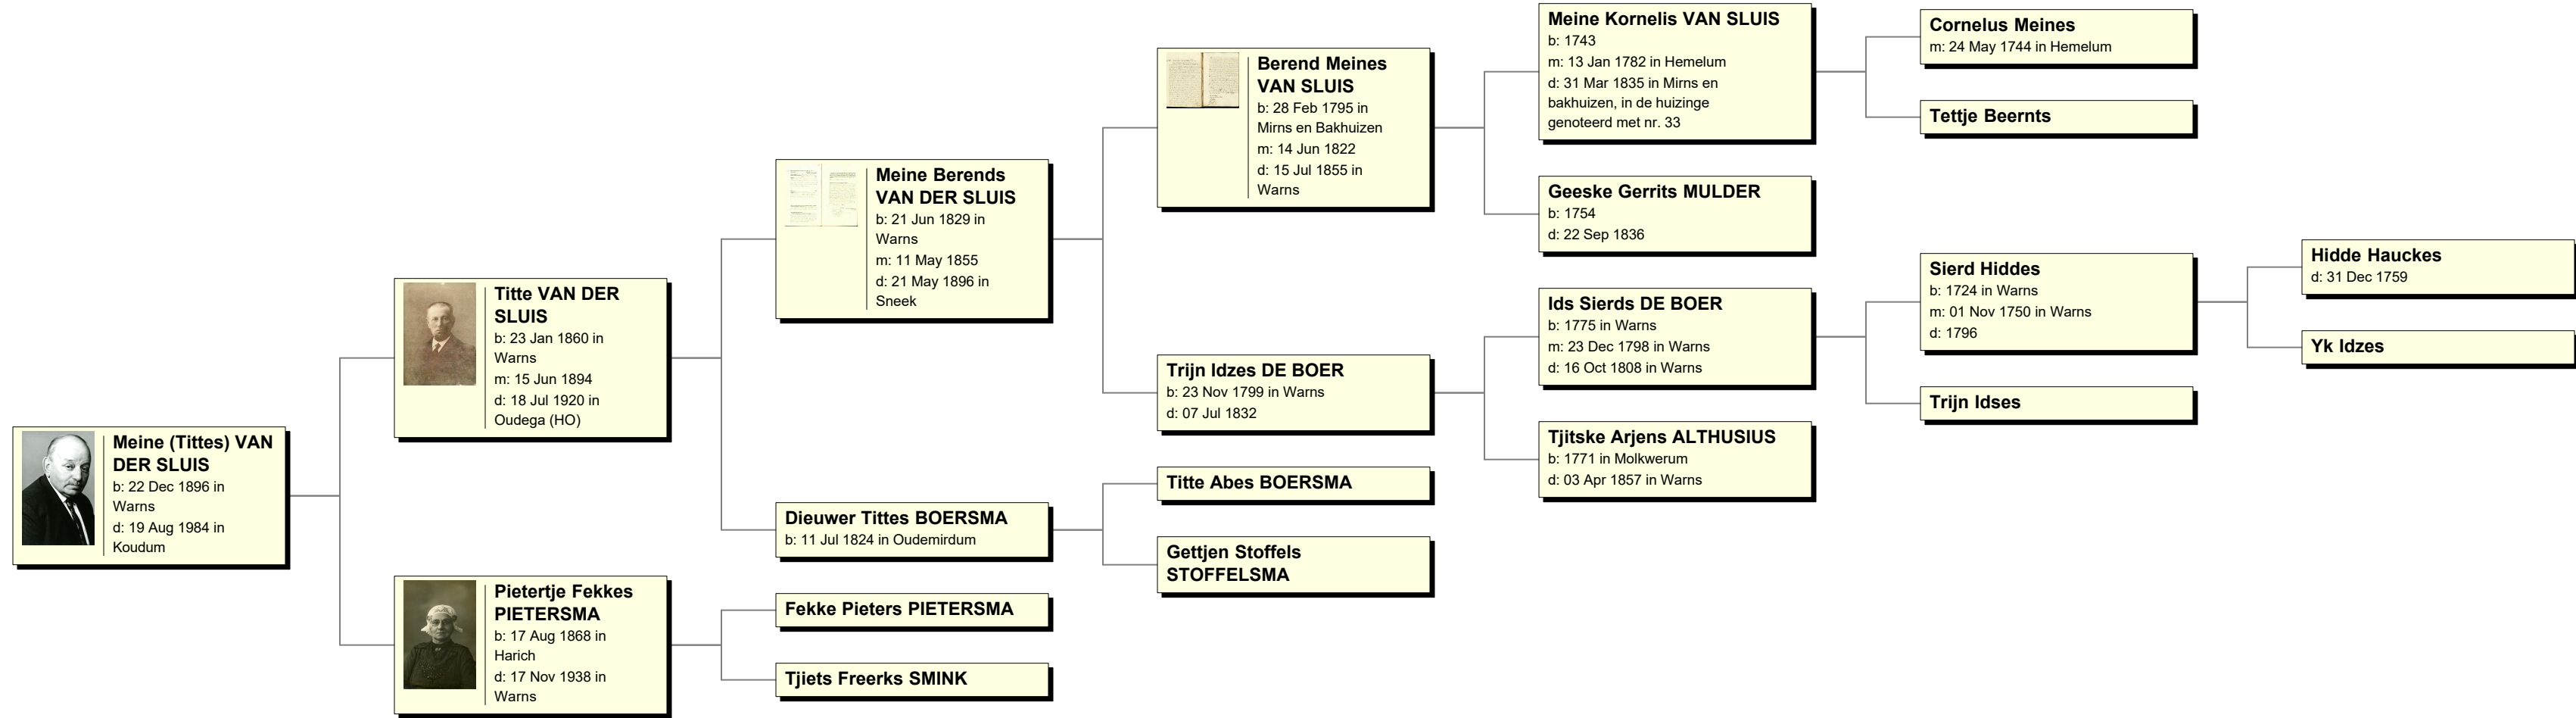 Meine (Tittes) VAN
DER SLUIS
b: 22 Dec 1896 in
Warns
d: 19 Aug 1984 in
Koudum
Titte VAN DER
SLUIS
b: 23 Jan 1860 in
Warns
m: 15 Jun 1894
d: 18 Jul 1920 in
Oudega (HO)
Pietertje Fekkes
PIETERSMA
b: 17 Aug 1868 in
Harich
d: 17 Nov 1938 in
Warns
Meine Berends
VAN DER SLUIS
b: 21 Jun 1829 in
Warns
m: 11 May 1855
d: 21 May 1896 in
Sneek
Dieuwer Tittes BOERSMA
b: 11 Jul 1824 in Oudemirdum
Fekke Pieters PIETERSMA
Tjiets Freerks SMINK
Berend Meines
VAN SLUIS
b: 28 Feb 1795 in
Mirns en Bakhuizen
m: 14 Jun 1822
d: 15 Jul 1855 in
Warns
Trijn Idzes DE BOER
b: 23 Nov 1799 in Warns
d: 07 Jul 1832
Titte Abes BOERSMA
Gettjen Stoffels
STOFFELSMA
Meine Kornelis VAN SLUIS
b: 1743
m: 13 Jan 1782 in Hemelum
d: 31 Mar 1835 in Mirns en
bakhuizen, in de huizinge
genoteerd met nr. 33
Geeske Gerrits MULDER
b: 1754
d: 22 Sep 1836
Ids Sierds DE BOER
b: 1775 in Warns
m: 23 Dec 1798 in Warns
d: 16 Oct 1808 in Warns
Tjitske Arjens ALTHUSIUS
b: 1771 in Molkwerum
d: 03 Apr 1857 in Warns
Cornelus Meines
m: 24 May 1744 in Hemelum
Tettje Beernts
Sierd Hiddes
b: 1724 in Warns
m: 01 Nov 1750 in Warns
d: 1796
Trijn Idses
Hidde Hauckes
d: 31 Dec 1759
Yk Idzes